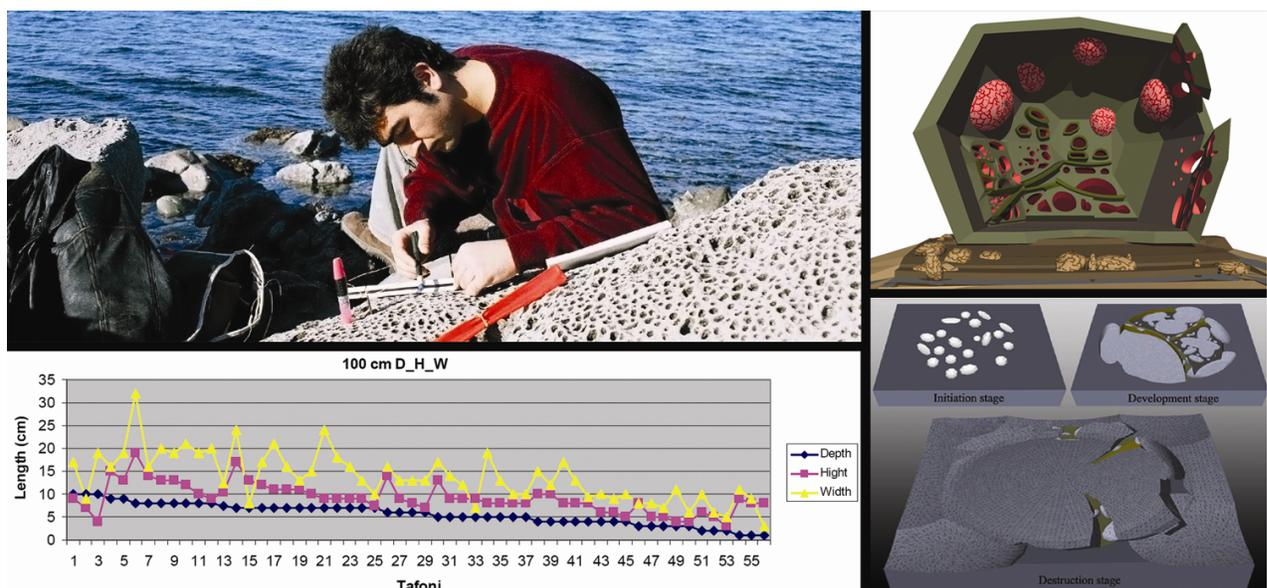 100 cm D_H_W
35
30
25
20
15
10
5
0
Length (cm)
1 3 5 7 9 11 13 15 17 19 21 23 25 27 29 31 33 35 37 39 41 43 45 47 49 51 53 55
Tafoni
Depth
Hight
Width
Initiation stage
Development stage
Destruction stage